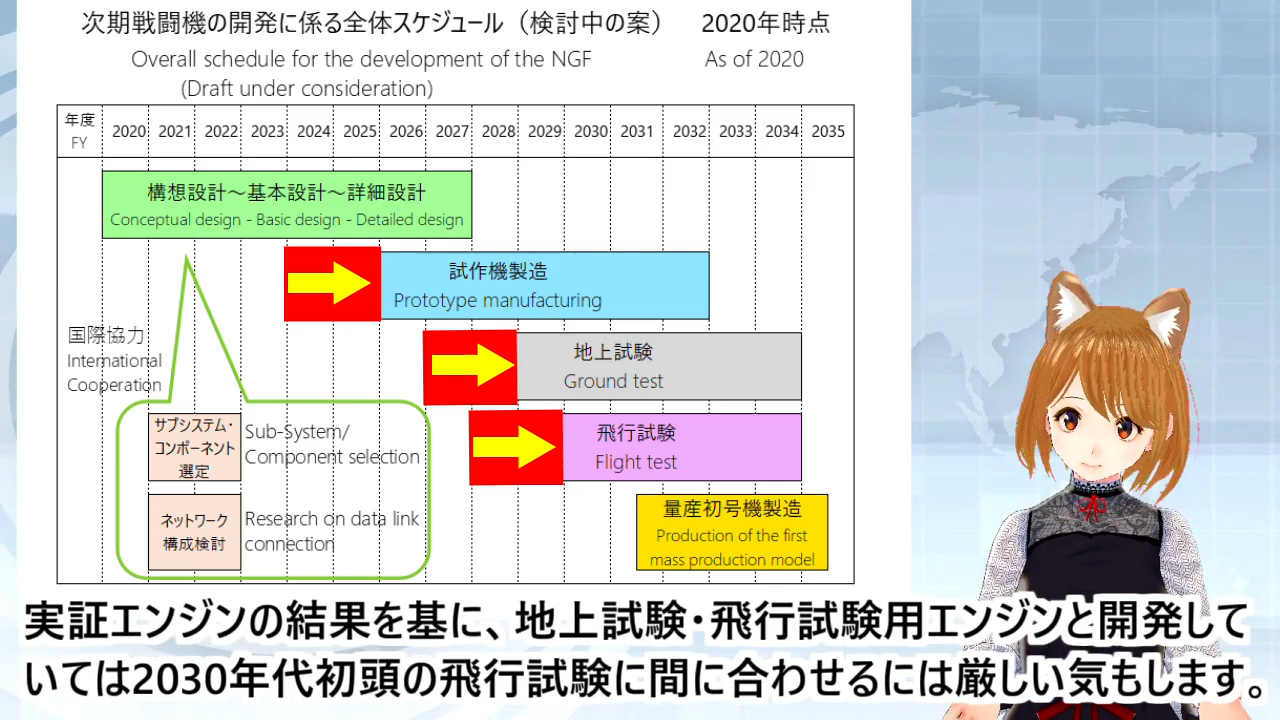 次期戦闘機の開発に係る全体スケジュール（検討中の案） 2020年時点
Overall schedule for the development of the NGF As of 2020
(Draft under consideration)
年度
FY
2020 2021 2022 2023 2024 2025 2026 2027 2028 2029 2030 2031 2032 2033 2034 2035
構想設計～基本設計～詳細設計
Conceptual design - Basic design - Detailed design
試作機製造
Prototype manufacturing
国際協力
International
Cooperation
地上試験
Ground test
サブシステム・
コンポーネント
選定
Sub-System/
Component selection
飛行試験
Flight test
ネットワーク
構成検討
Research on data link
connection
量産初号機製造
Production of the first
mass production model
実証エンジンの結果を基に、地上試験・飛行試験用エンジンと開発して
いては2030年代初頭の飛行試験に間に合わせるには厳しい気もします。